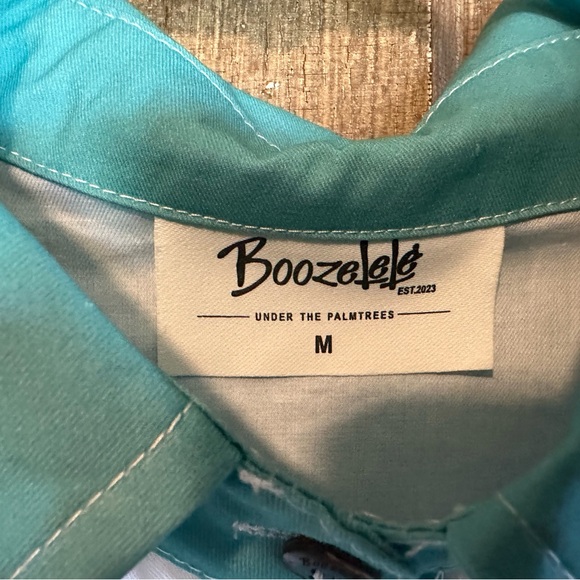 Boozelele
EST.2023
UNDER THE PALMTREES
M